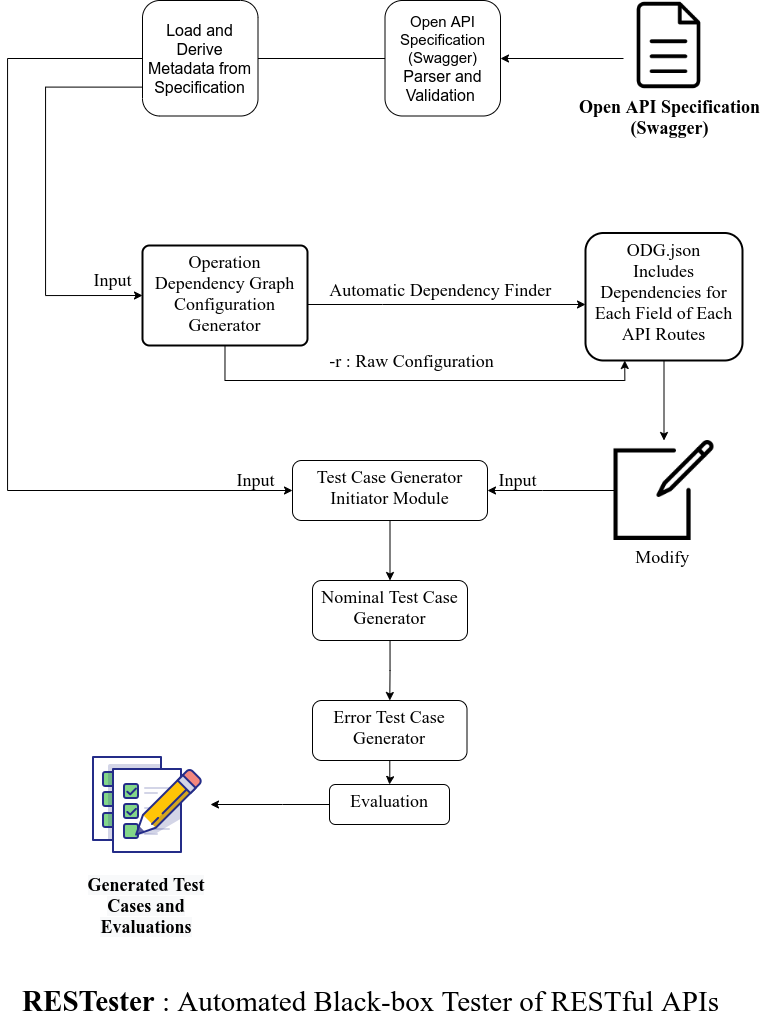 Load and
Derive
Metadata from
Specification
Open API
Specification
(Swagger)
Parser and
Validation
Open API Specification
(Swagger)
Input
Operation
Dependency Graph
Configuration
Generator
Automatic Dependency Finder
-r : Raw Configuration
ODG.json
Includes
Dependencies for
Each Field of Each
API Routes
Input
Test Case Generator
Initiator Module
Input
Modify
Nominal Test Case
Generator
Error Test Case
Generator
Evaluation
Generated Test
Cases and
Evaluations
RESTester : Automated Black-box Tester of RESTful APIs